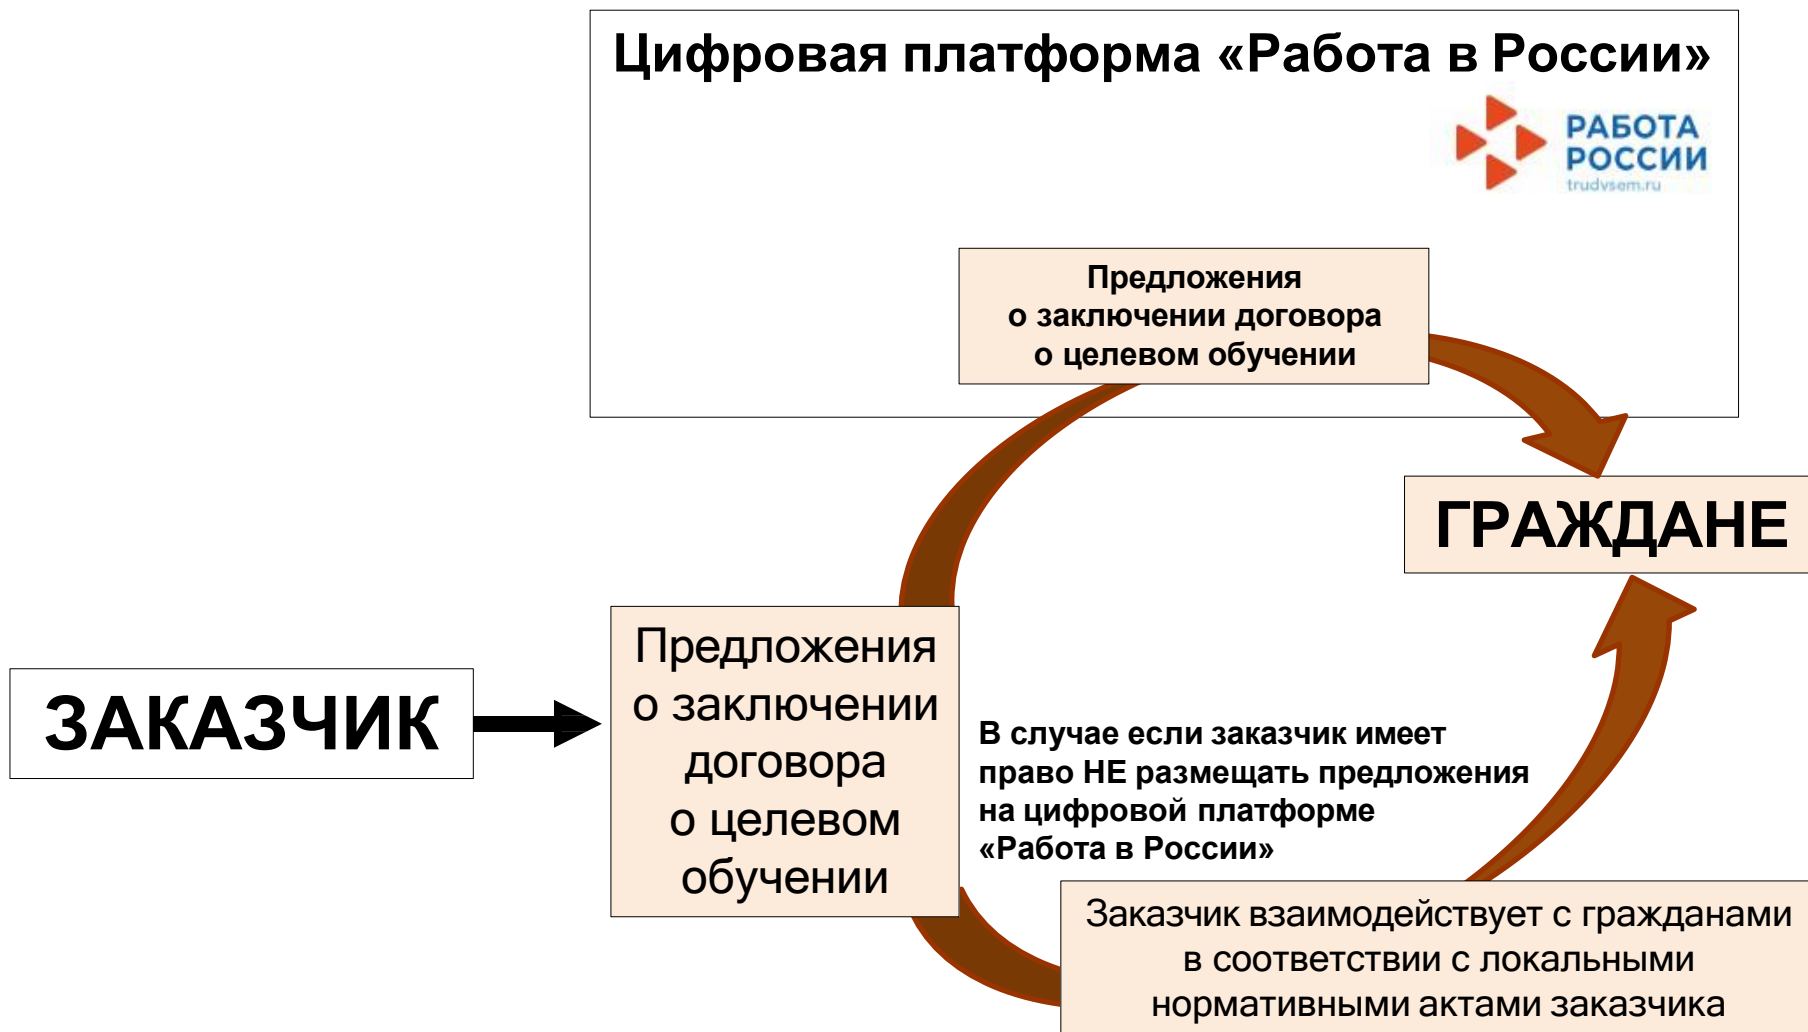 Цифровая платформа «Работа в России»
РАБОТА
РОССИИ
trudvsem.ru
Предложения
о заключении договора
о целевом обучении
ГРАЖДАНЕ
ЗАКАЗЧИК
Предложения
о заключении
договора
о целевом
обучении
В случае если заказчик имеет
право НЕ размещать предложения
на цифровой платформе
«Работа в России»
Заказчик взаимодействует с гражданами
в соответствии с локальными
нормативными актами заказчика